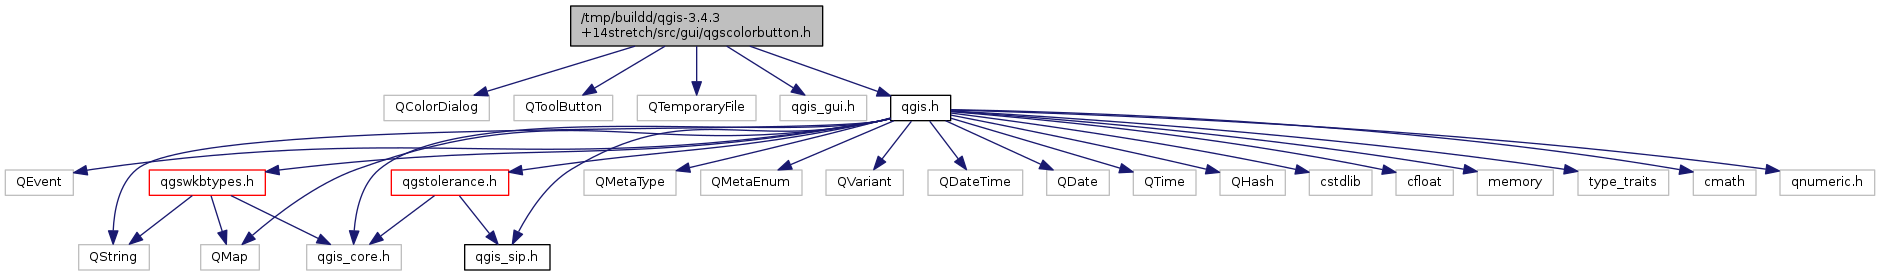 /tmp/buildd/qgis-3.4.3
+14stretch/src/gui/qgscolorbutton.h
QColorDialog
QToolButton
QTemporaryFile
qgis_gui.h
qgis.h
QEvent
qgswkbtypes.h
qgstolerance.h
QMetaType
QMetaEnum
QVariant
QDateTime
QDate
QTime
QHash
cstdlib
cfloat
memory
type_traits
cmath
qnumeric.h
QString
QMap
qgis_core.h
qgis_sip.h